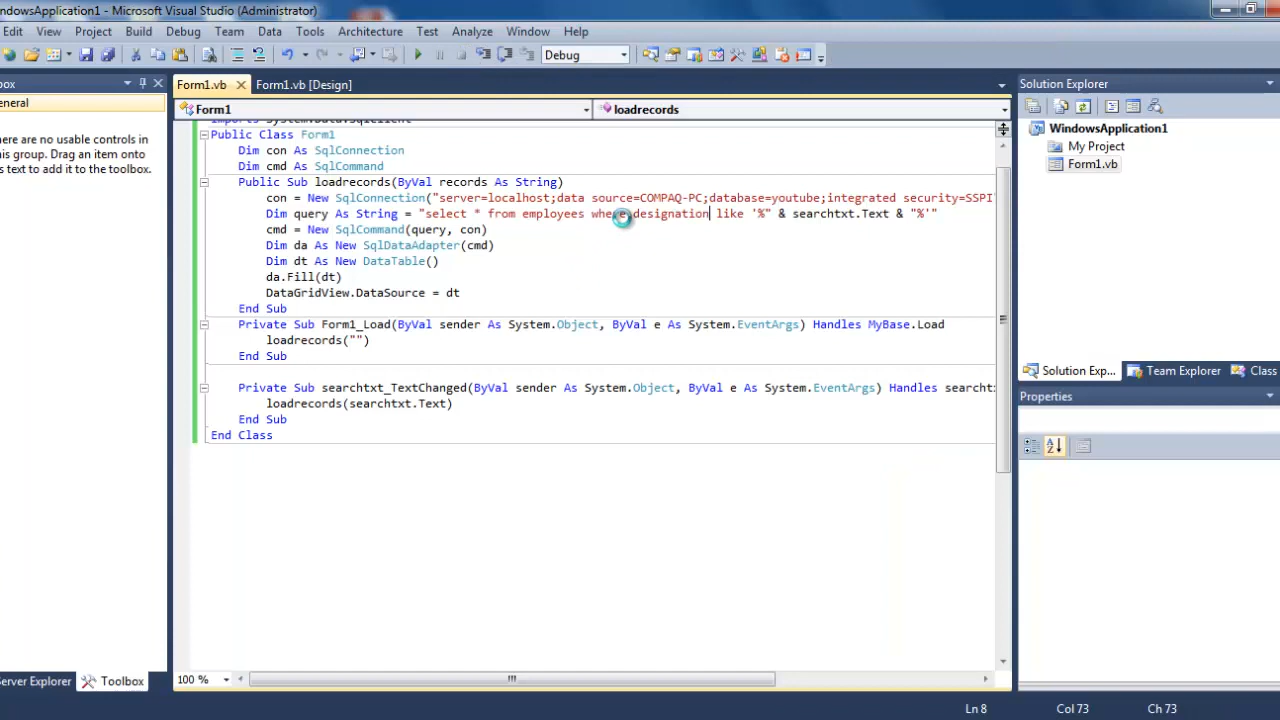 indowsApplication1 - Microsoft Visual Studio (Administrator)
Edit View Project Build Debug Team Data Tools Architecture Test Analyze Window Help
Debug
box
Form1.vb Form1.vb [Design]
Solution Explorer
General
Form1 loadrecords
WindowsApplication1
My Project
Form1.vb
here are no usable controls in
his group. Drag an item onto
is text to add it to the toolbox.
Public Class Form1
Dim con As SqlConnection
Dim cmd As SqlCommand
Public Sub loadrecords(ByVal records As String)
con = New SqlConnection("server=localhost;data source=COMPAQ-PC;database=youtube;integrated security=SSPI"
Dim query As String = "select * from employees where designation like '%" & searchtxt.Text & "%'"
cmd = New SqlCommand(query, con)
Dim da As New SqlDataAdapter(cmd)
Dim dt As New DataTable()
da.Fill(dt)
DataGridView.DataSource = dt
End Sub
Private Sub Form1_Load(ByVal sender As System.Object, ByVal e As System.EventArgs) Handles MyBase.Load
loadrecords("")
End Sub
Private Sub searchtxt_TextChanged(ByVal sender As System.Object, ByVal e As System.EventArgs) Handles searcht
loadrecords(searchtxt.Text)
End Sub
End Class
Solution Exp... Team Explorer Class
Properties
100 %
Server Explorer Toolbox
Ln 8 Col 73 Ch 73